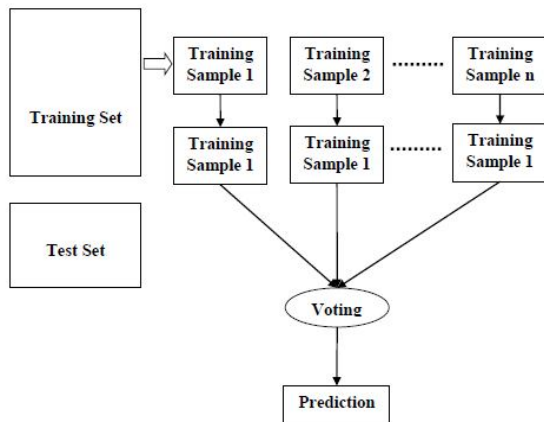 Training Set
Training
Sample 1
Training
Sample 2
.........
Training
Sample n
Training
Sample 1
Training
Sample 1
.........
Training
Sample 1
Test Set
Voting
Prediction